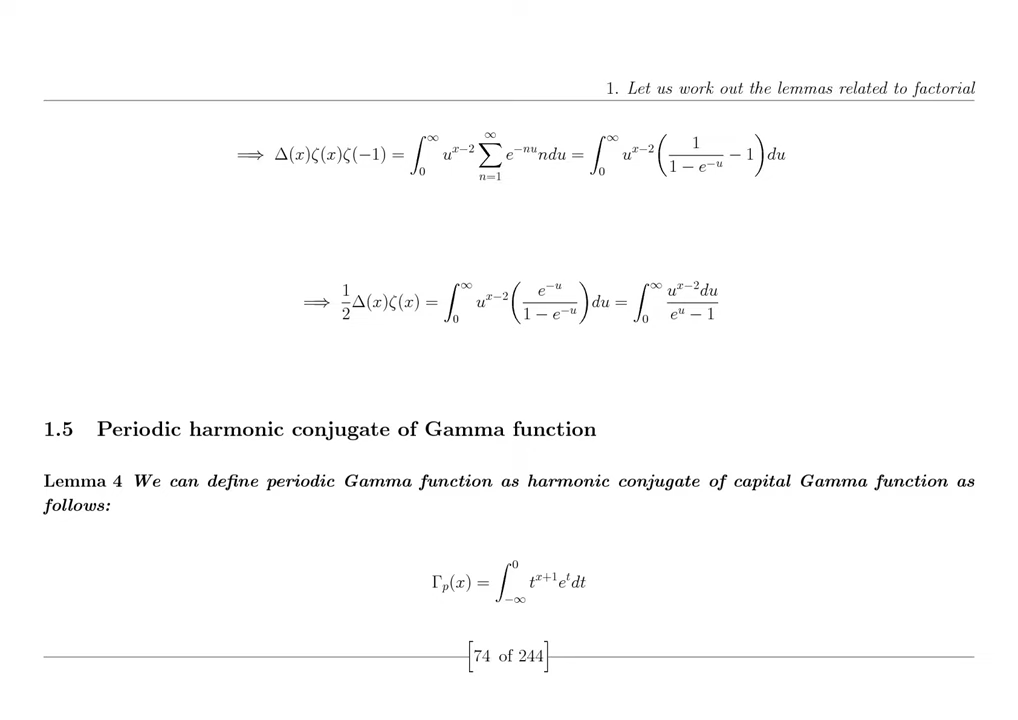 1. Let us work out the lemmas related to factorial
⟹ Δ(x)ζ(x)ζ(−1) = ∫_0^∞ u^{x−2} ∑_{n=1}^∞ e^{−nu}ndu = ∫_0^∞ u^{x−2} (1/(1 − e^{−u}) − 1) du
⟹ 1/2 Δ(x)ζ(x) = ∫_0^∞ u^{x−2} (e^{−u}/(1 − e^{−u})) du = ∫_0^∞ u^{x−2}du/(e^u − 1)
1.5 Periodic harmonic conjugate of Gamma function
Lemma 4 We can define periodic Gamma function as harmonic conjugate of capital Gamma function as
follows:
Γ_p(x) = ∫_{−∞}^0 t^{x+1}e^t dt
[74 of 244]